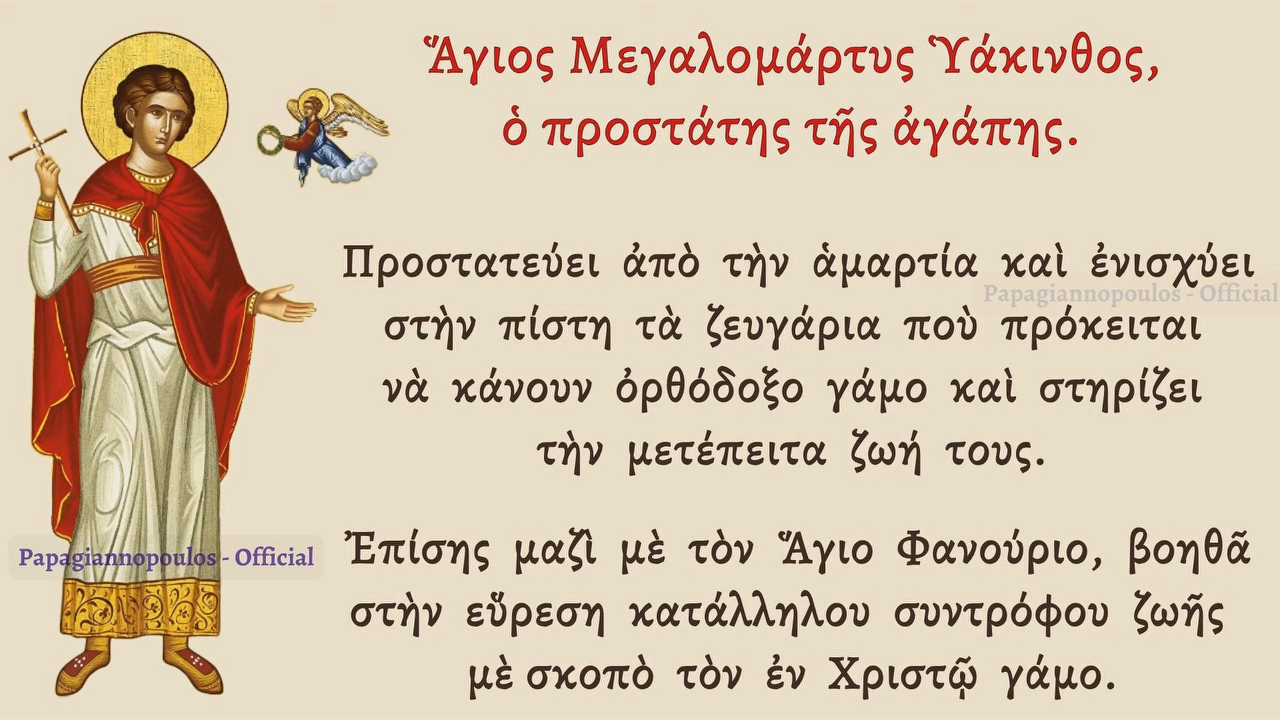 Ἅγιος Μεγαλομάρτυς Ὑάκινθος,
ὁ προστάτης τῆς ἀγάπης.
Προστατεύει ἀπὸ τὴν ἁμαρτία καὶ ἐνισχύει
Papagiannopoulos - Official
στὴν πίστη τὰ ζευγάρια ποὺ πρόκειται
νὰ κάνουν ὀρθόδοξο γάμο καὶ στηρίζει
τὴν μετέπειτα ζωή τους.
Papagiannopoulos - Official
Ἐπίσης μαζὶ μὲ τὸν Ἅγιο Φανούριο, βοηθᾶ
στὴν εὕρεση κατάλληλου συντρόφου ζωῆς
μὲ σκοπὸ τὸν ἐν Χριστῷ γάμο.